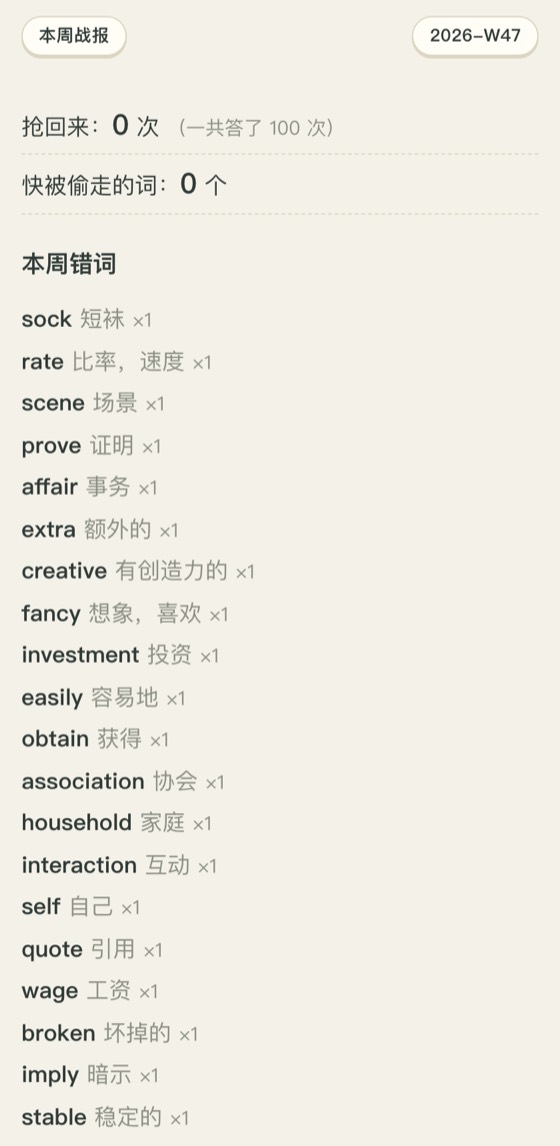 本周战报
2026-W47
抢回来：0 次 （一共答了 100 次）
快被偷走的词：0 个
本周错词
sock 短袜 ×1
rate 比率，速度 ×1
scene 场景 ×1
prove 证明 ×1
affair 事务 ×1
extra 额外的 ×1
creative 有创造力的 ×1
fancy 想象，喜欢 ×1
investment 投资 ×1
easily 容易地 ×1
obtain 获得 ×1
association 协会 ×1
household 家庭 ×1
interaction 互动 ×1
self 自己 ×1
quote 引用 ×1
wage 工资 ×1
broken 坏掉的 ×1
imply 暗示 ×1
stable 稳定的 ×1